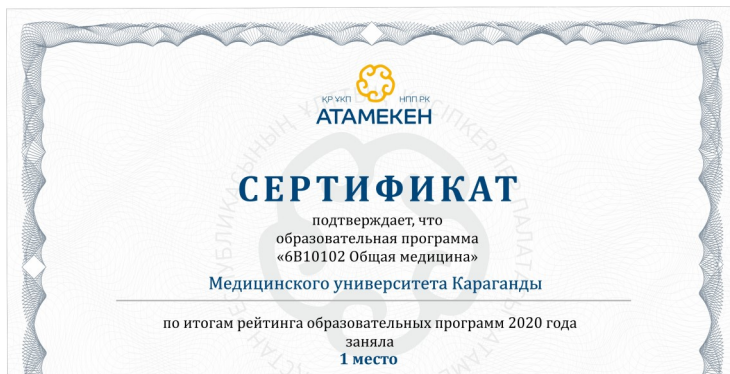 ҚР ҰКП НПП РК
АТАМЕКЕН
СЕРТИФИКАТ
подтверждает, что
образовательная программа
«6В10102 Общая медицина»
Медицинского университета Караганды
по итогам рейтинга образовательных программ 2020 года
заняла
1 место